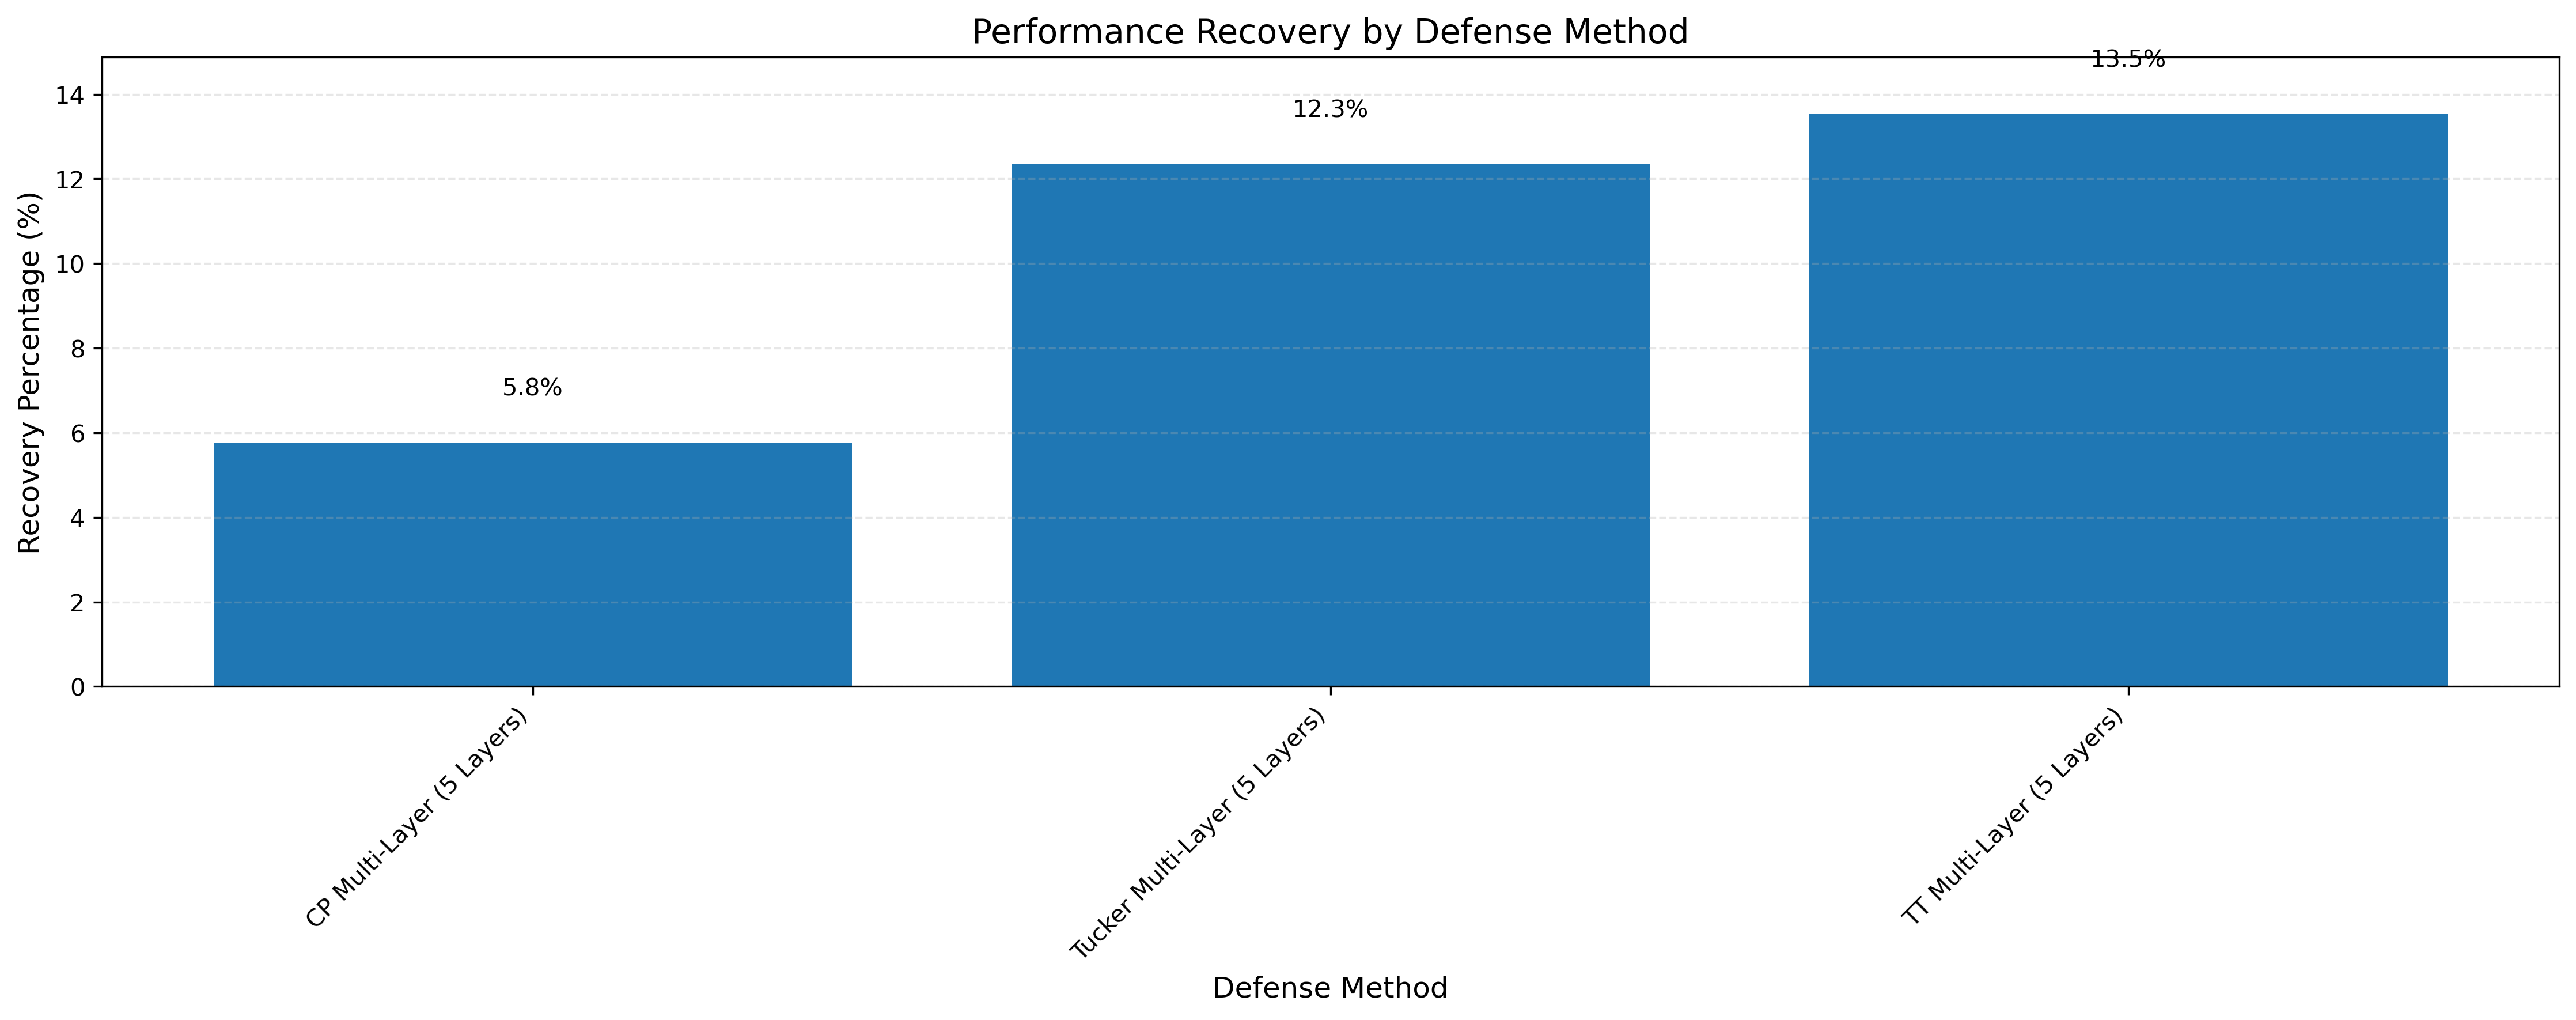 Performance Recovery by Defense Method
13.5%
14
12.3%
12
10
8
5.8%
6
4
2
0
Recovery Percentage (%)
CP Multi-Layer (5 Layers)
Tucker Multi-Layer (5 Layers)
TT Multi-Layer (5 Layers)
Defense Method